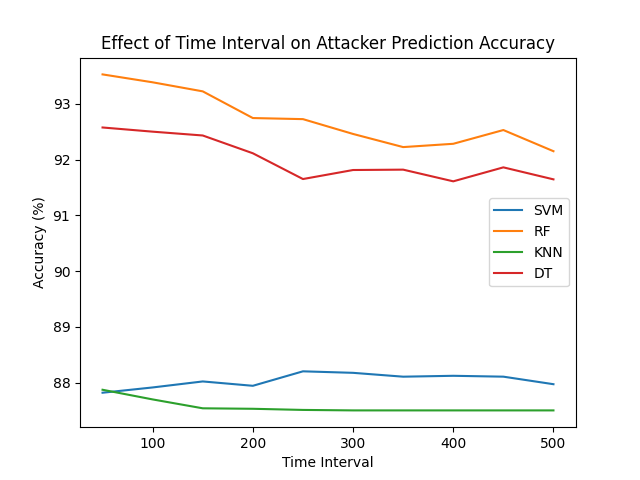 Effect of Time Interval on Attacker Prediction Accuracy
Accuracy (%)
93
92
91
90
89
88
SVM
RF
KNN
DT
100 200 300 400 500
Time Interval